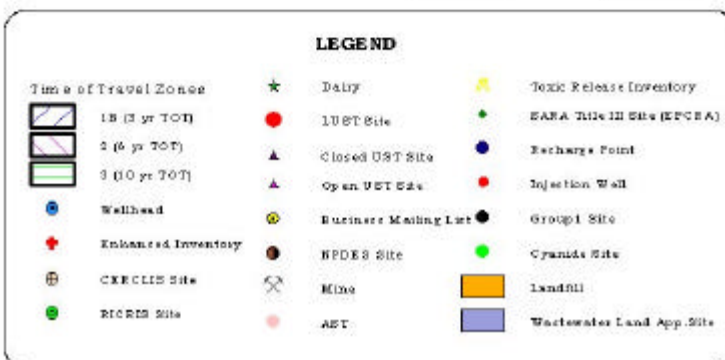 LEGEND
Time of Travel Zones
1B (3 yr TOT)
2 (6 yr TOT)
3 (10 yr TOT)
Wellhead
Enhanced Inventory
CERCLIS Site
RICRIS Site
Dairy
LUST Site
Closed UST Site
Open UST Site
Business Mailing List
NPDES Site
Mine
AST
Toxic Release Inventory
SARA Title III Site (EPCRA)
Recharge Point
Injection Well
Group1 Site
Cyanide Site
Landfill
Wastewater Land App.Site